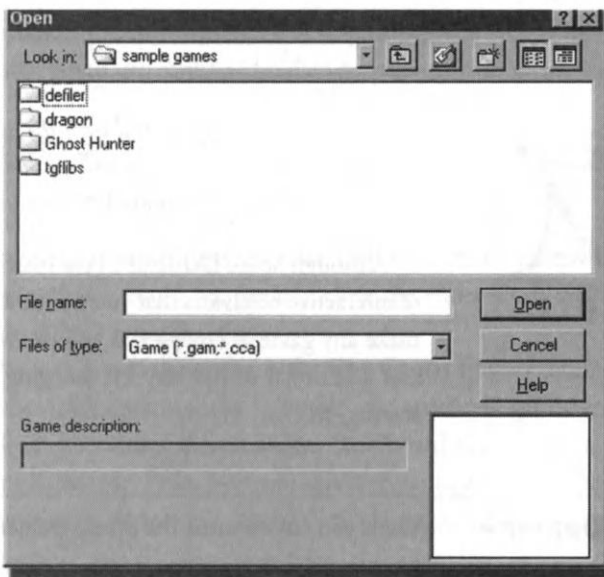 Open
Look in: sample games
defiler
dragon
Ghost Hunter
tgflibs
File name: Open
Files of type: Game (*.gam;*.cca) Cancel
Help
Game description: